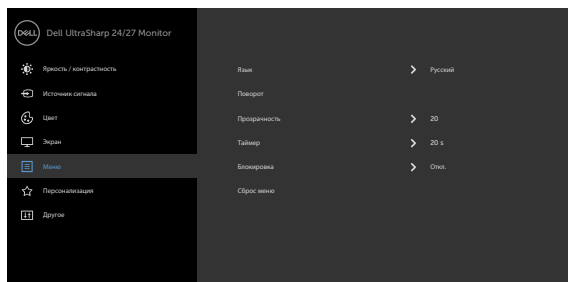 DELL Dell UltraSharp 24/27 Monitor
Яркость / контрастность
Источник сигнала
Цвет
Экран
Меню
Персонализация
Другое
Язык Русский
Поворот
Прозрачность 20
Таймер 20 s
Блокировка Откл.
Сброс меню